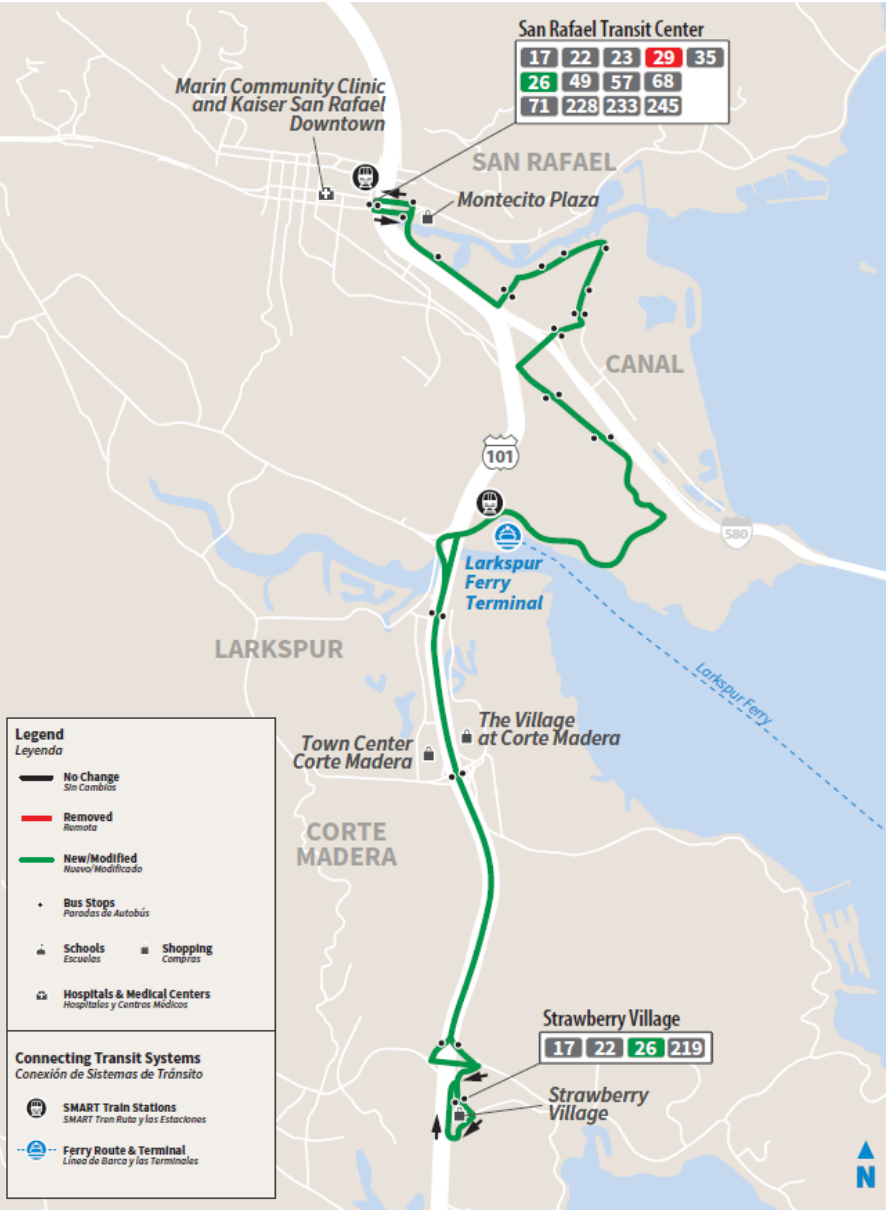 San Rafael Transit Center
17 22 23 29 35
26 49 57 68
71 228 233 245
Marin Community Clinic
and Kaiser San Rafael
Downtown
SAN RAFAEL
Montecito Plaza
CANAL
101
580
Larkspur
Ferry
Terminal
LARKSPUR
Larkspur Ferry
The Village
at Corte Madera
Town Center
Corte Madera
CORTE
MADERA
Strawberry Village
17 22 26 219
Strawberry
Village
Legend
Leyenda
No Change
Sin Cambios
Removed
Remota
New/Modified
Nuevo/Modificado
Bus Stops
Paradas de Autobús
Schools
Escuelas
Shopping
Compras
Hospitals & Medical Centers
Hospitales y Centros Médicos
Connecting Transit Systems
Conexión de Sistemas de Tránsito
SMART Train Stations
SMART Tren Ruta y las Estaciones
Ferry Route & Terminal
Línea de Barca y las Terminales
N